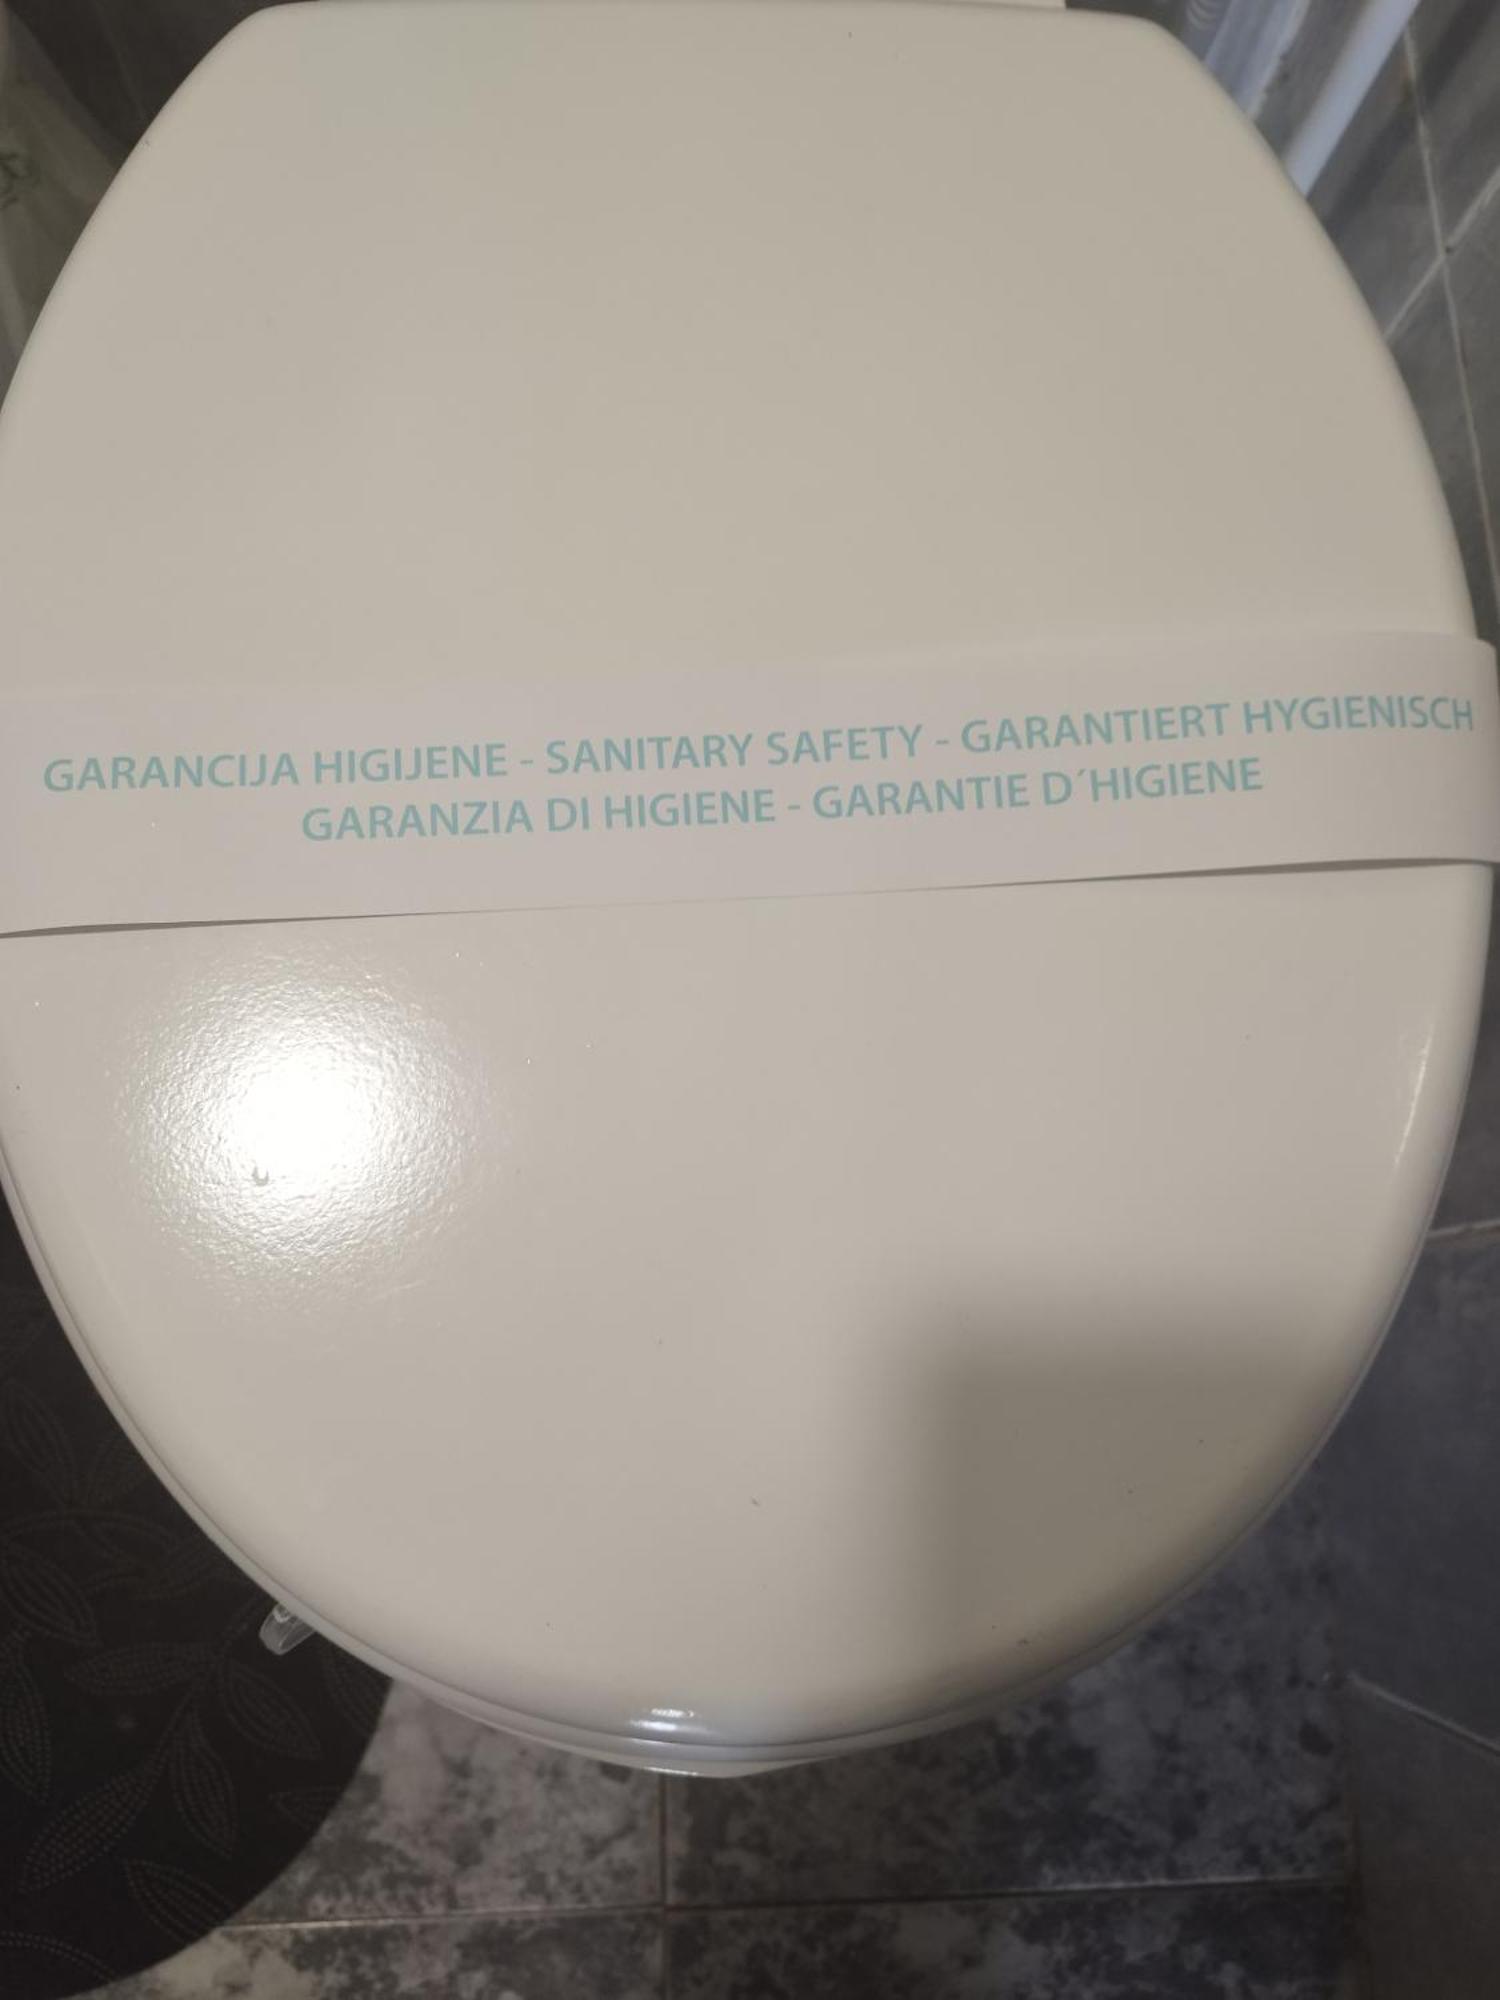 GARANCIJA HIGIJENE - SANITARY SAFETY - GARANTIERT HYGIENISCH
GARANZIA DI HIGIENE - GARANTIE D´HIGIENE